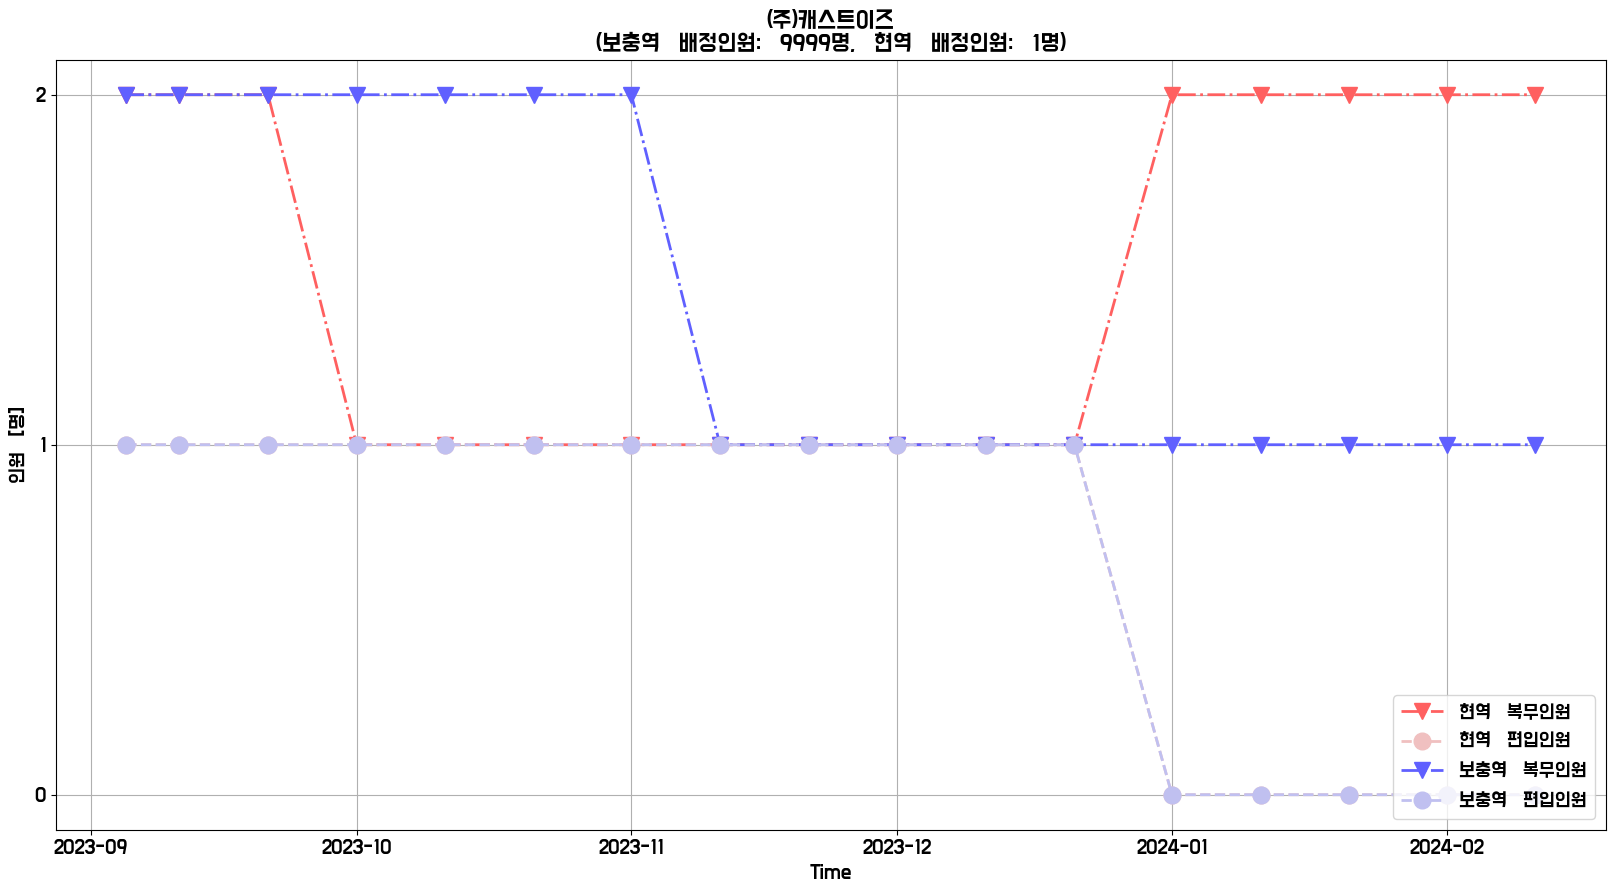 (주)캐스트이즈
(보충역 배정인원: 9999명, 현역 배정인원: 1명)
인원 [명]
2
1
0
현역 복무인원
현역 편입인원
보충역 복무인원
보충역 편입인원
2023-09 2023-10 2023-11 2023-12 2024-01 2024-02
Time